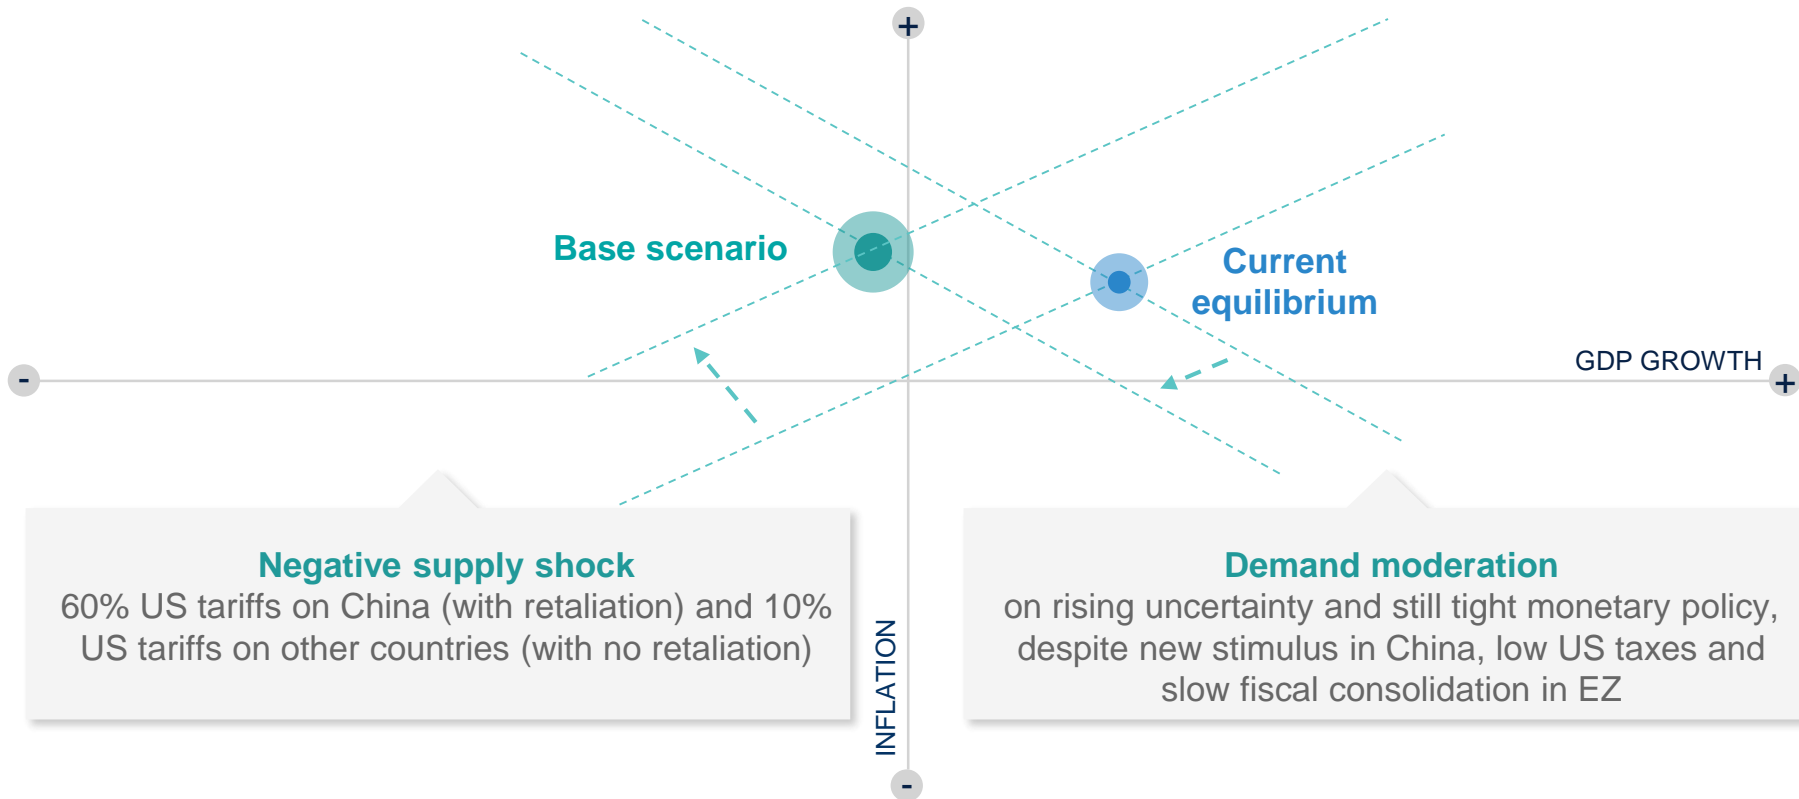 +
Base scenario
Current
equilibrium
GDP GROWTH
-
+
Negative supply shock
60% US tariffs on China (with retaliation) and 10%
US tariffs on other countries (with no retaliation)
INFLATION
Demand moderation
on rising uncertainty and still tight monetary policy,
despite new stimulus in China, low US taxes and
slow fiscal consolidation in EZ
-